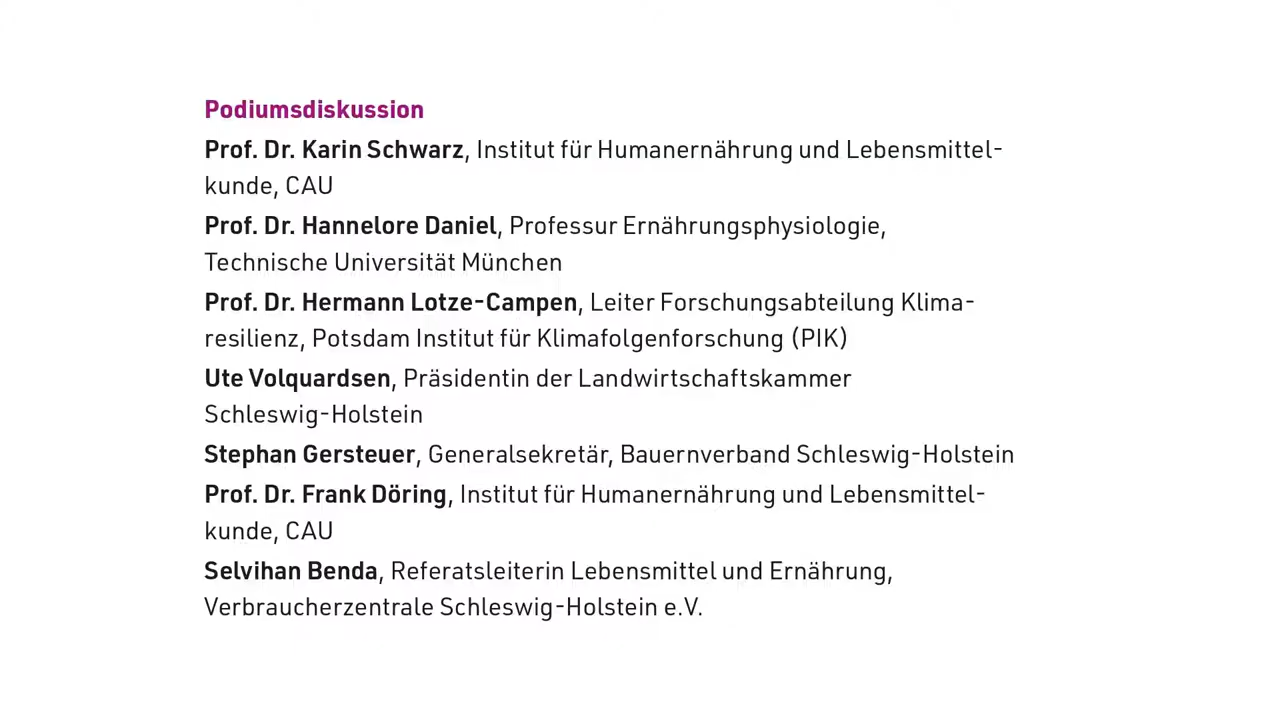 Podiumsdiskussion
Prof. Dr. Karin Schwarz, Institut für Humanernährung und Lebensmittel-
kunde, CAU
Prof. Dr. Hannelore Daniel, Professur Ernährungsphysiologie,
Technische Universität München
Prof. Dr. Hermann Lotze-Campen, Leiter Forschungsabteilung Klima-
resilienz, Potsdam Institut für Klimafolgenforschung (PIK)
Ute Volquardsen, Präsidentin der Landwirtschaftskammer
Schleswig-Holstein
Stephan Gersteuer, Generalsekretär, Bauernverband Schleswig-Holstein
Prof. Dr. Frank Döring, Institut für Humanernährung und Lebensmittel-
kunde, CAU
Selvihan Benda, Referatsleiterin Lebensmittel und Ernährung,
Verbraucherzentrale Schleswig-Holstein e.V.